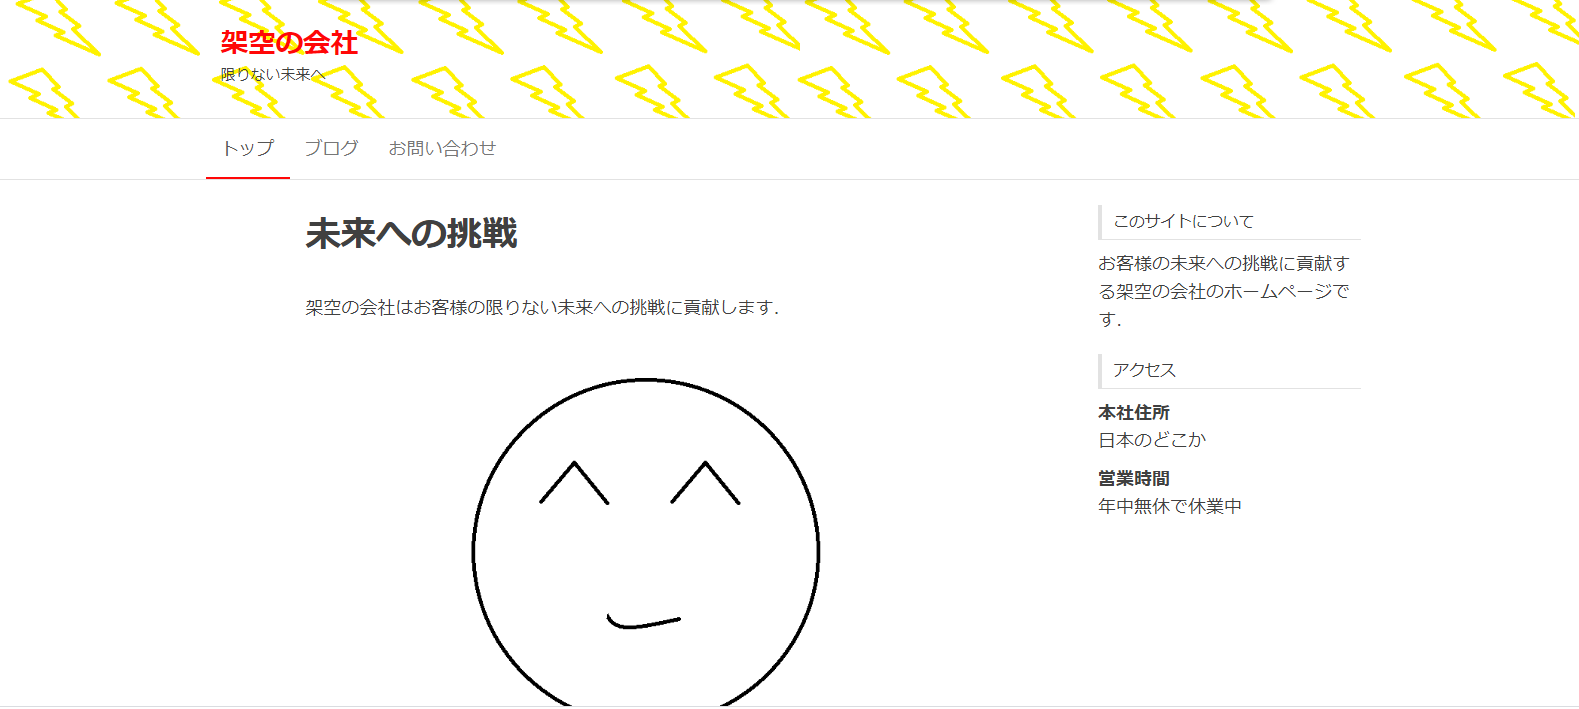 架空の会社
限りない未来へ
トップ ブログ お問い合わせ
未来への挑戦
架空の会社はお客様の限りない未来への挑戦に貢献します.
このサイトについて
お客様の未来への挑戦に貢献す
る架空の会社のホームページで
す.
アクセス
本社住所
日本のどこか
営業時間
年中無休で休業中